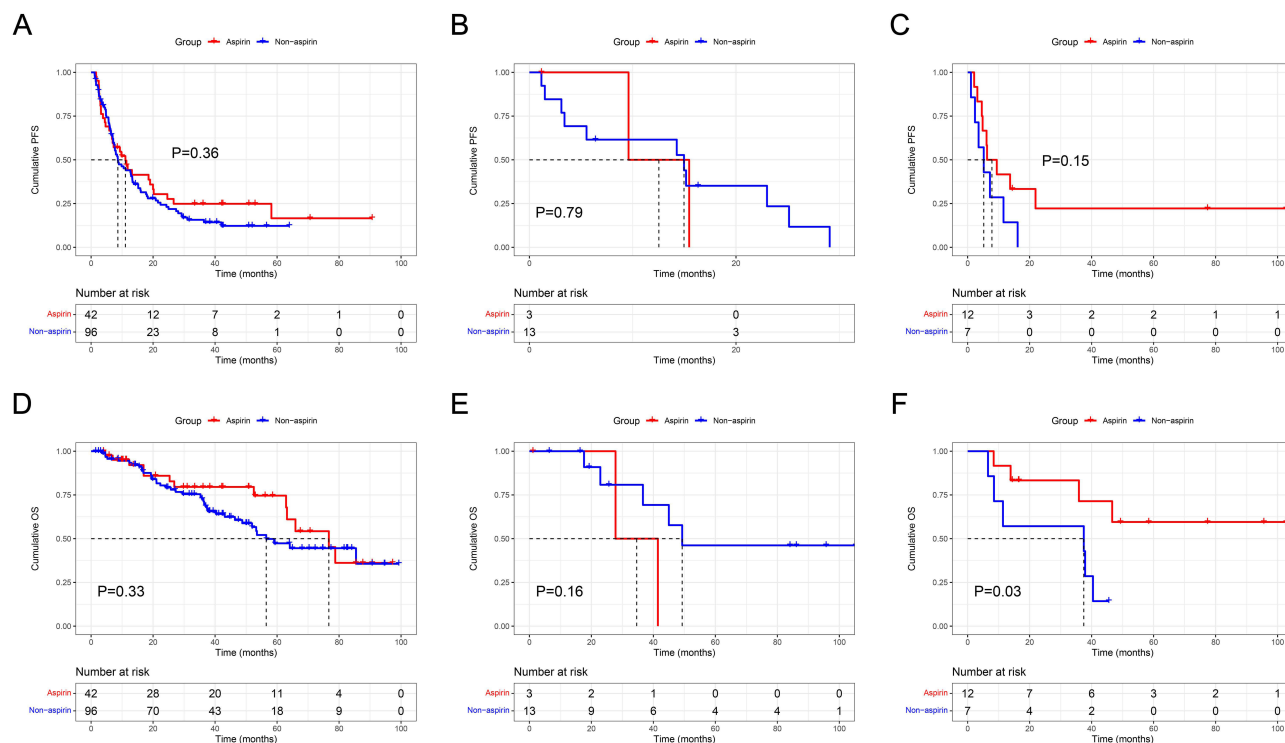 A
Group Aspirin Non-aspirin
Cumulative PFS
1.00
0.75
0.50
0.25
0.00
P=0.36
0 20 40 60 80 100
Time (months)
Number at risk
Aspirin 42 12 7 2 1 0
Non-aspirin 96 23 8 1 0 0
0 20 40 60 80 100
Time (months)
B
Group Aspirin Non-aspirin
Cumulative PFS
1.00
0.75
0.50
0.25
0.00
P=0.79
0 20
Time (months)
Number at risk
Aspirin 3 0
Non-aspirin 13 3
0 20
Time (months)
C
Group Aspirin Non-aspirin
Cumulative PFS
1.00
0.75
0.50
0.25
0.00
P=0.15
0 20 40 60 80 100
Time (months)
Number at risk
Aspirin 12 3 2 2 1 1
Non-aspirin 7 0 0 0 0 0
0 20 40 60 80 100
Time (months)
D
Group Aspirin Non-aspirin
Cumulative OS
1.00
0.75
0.50
0.25
0.00
P=0.33
0 20 40 60 80 100
Time (months)
Number at risk
Aspirin 42 28 20 11 4 0
Non-aspirin 96 70 43 18 9 0
0 20 40 60 80 100
Time (months)
E
Group Aspirin Non-aspirin
Cumulative OS
1.00
0.75
0.50
0.25
0.00
P=0.16
0 20 40 60 80 100
Time (months)
Number at risk
Aspirin 3 2 1 0 0 0
Non-aspirin 13 9 6 4 4 1
0 20 40 60 80 100
Time (months)
F
Group Aspirin Non-aspirin
Cumulative OS
1.00
0.75
0.50
0.25
0.00
P=0.03
0 20 40 60 80 100
Time (months)
Number at risk
Aspirin 12 7 6 3 2 1
Non-aspirin 7 4 2 0 0 0
0 20 40 60 80 100
Time (months)